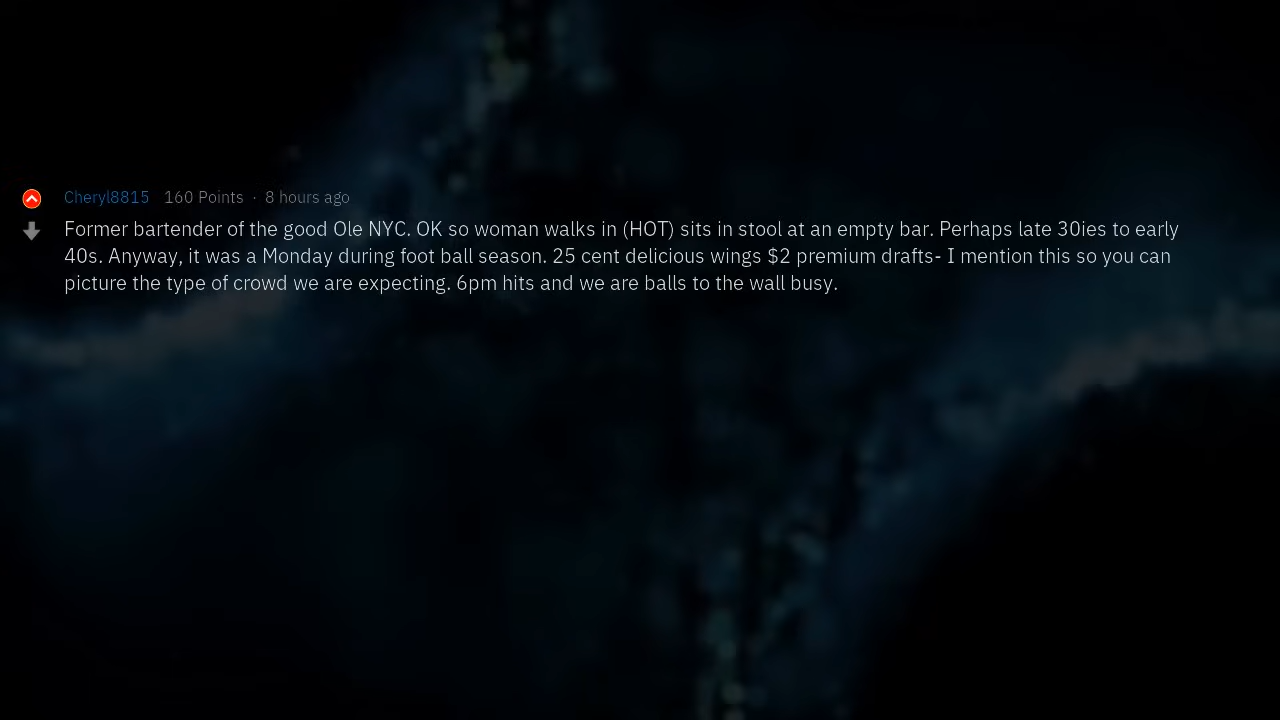 Cheryl8815 160 Points · 8 hours ago
Former bartender of the good Ole NYC. OK so woman walks in (HOT) sits in stool at an empty bar. Perhaps late 30ies to early
40s. Anyway, it was a Monday during foot ball season. 25 cent delicious wings $2 premium drafts- I mention this so you can
picture the type of crowd we are expecting. 6pm hits and we are balls to the wall busy.